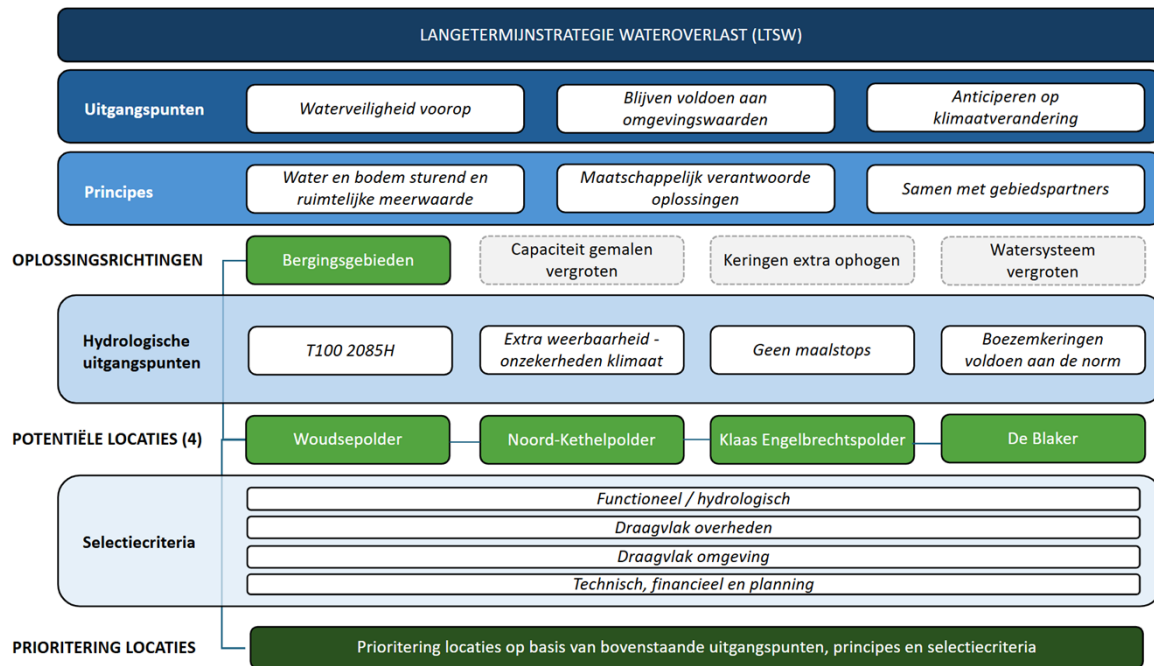 LANGETERMIJNSTRATEGIE WATEROVERLAST (LTSW)
Uitgangspunten
Waterveiligheid voorop
Blijven voldoen aan
omgevingswaarden
Anticiperen op
klimaatverandering
Principes
Water en bodem sturend en
ruimtelijke meerwaarde
Maatschappelijk verantwoorde
oplossingen
Samen met gebiedspartners
OPLOSSINGSRICHTINGEN
Bergingsgebieden
Capaciteit gemalen
vergroten
Keringen extra ophogen
Watersysteem
vergroten
Hydrologische
uitgangspunten
T100 2085H
Extra weerbaarheid -
onzekerheden klimaat
Geen maalstops
Boezemkeringen
voldoen aan de norm
POTENTIËLE LOCATIES (4)
Woudsepolder
Noord-Kethelpolder
Klaas Engelbrechtspolder
De Blaker
Selectiecriteria
Functioneel / hydrologisch
Draagvlak overheden
Draagvlak omgeving
Technisch, financieel en planning
PRIORITERING LOCATIES
Prioritering locaties op basis van bovenstaande uitgangspunten, principes en selectiecriteria